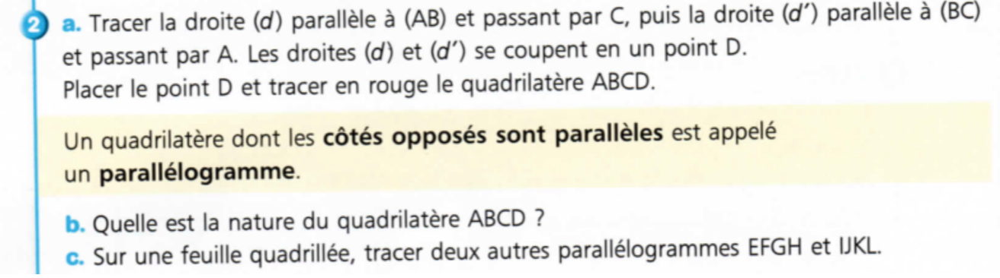 2 a. Tracer la droite (d) parallèle à (AB) et passant par C, puis la droite (d′) parallèle à (BC)
et passant par A. Les droites (d) et (d′) se coupent en un point D.
Placer le point D et tracer en rouge le quadrilatère ABCD.
Un quadrilatère dont les côtés opposés sont parallèles est appelé
un parallélogramme.
b. Quelle est la nature du quadrilatère ABCD ?
c. Sur une feuille quadrillée, tracer deux autres parallélogrammes EFGH et IJKL.